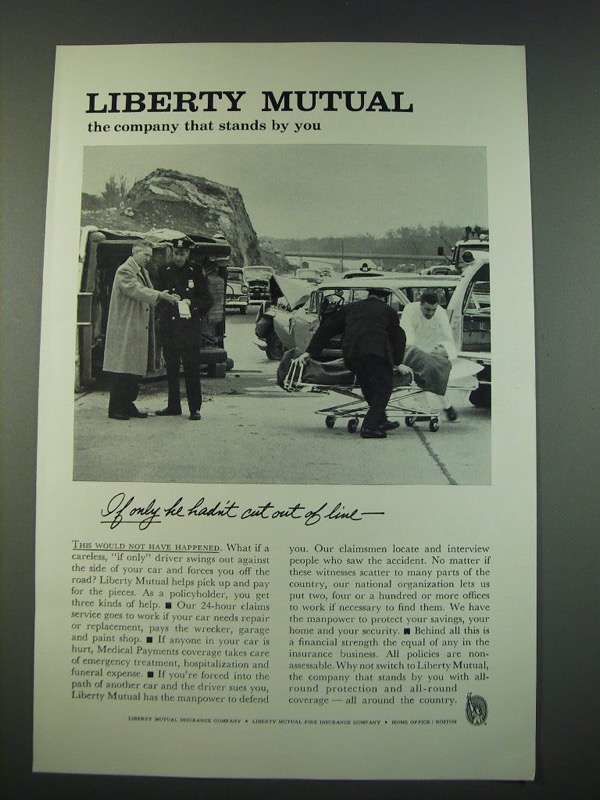 LIBERTY MUTUAL
the company that stands by you
If only he hadn't cut out of line—
THIS WOULD NOT HAVE HAPPENED. What if a
careless, "if only" driver swings out against
the side of your car and forces you off the
road? Liberty Mutual helps pick up and pay
for the pieces. As a policyholder, you get
three kinds of help. ■ Our 24-hour claims
service goes to work if your car needs repair
or replacement, pays the wrecker, garage
and paint shop. ■ If anyone in your car is
hurt, Medical Payments coverage takes care
of emergency treatment, hospitalization and
funeral expense. ■ If you're forced into the
path of another car and the driver sues you,
Liberty Mutual has the manpower to defend
you. Our claimsmen locate and interview
people who saw the accident. No matter if
these witnesses scatter to many parts of the
country, our national organization lets us
put two, four or a hundred or more offices
to work if necessary to find them. We have
the manpower to protect your savings, your
home and your security. ■ Behind all this is
a financial strength the equal of any in the
insurance business. All policies are non-
assessable. Why not switch to Liberty Mutual,
the company that stands by you with all-
round protection and all-round
coverage — all around the country.
LIBERTY MUTUAL INSURANCE COMPANY • LIBERTY MUTUAL FIRE INSURANCE COMPANY • HOME OFFICE: BOSTON